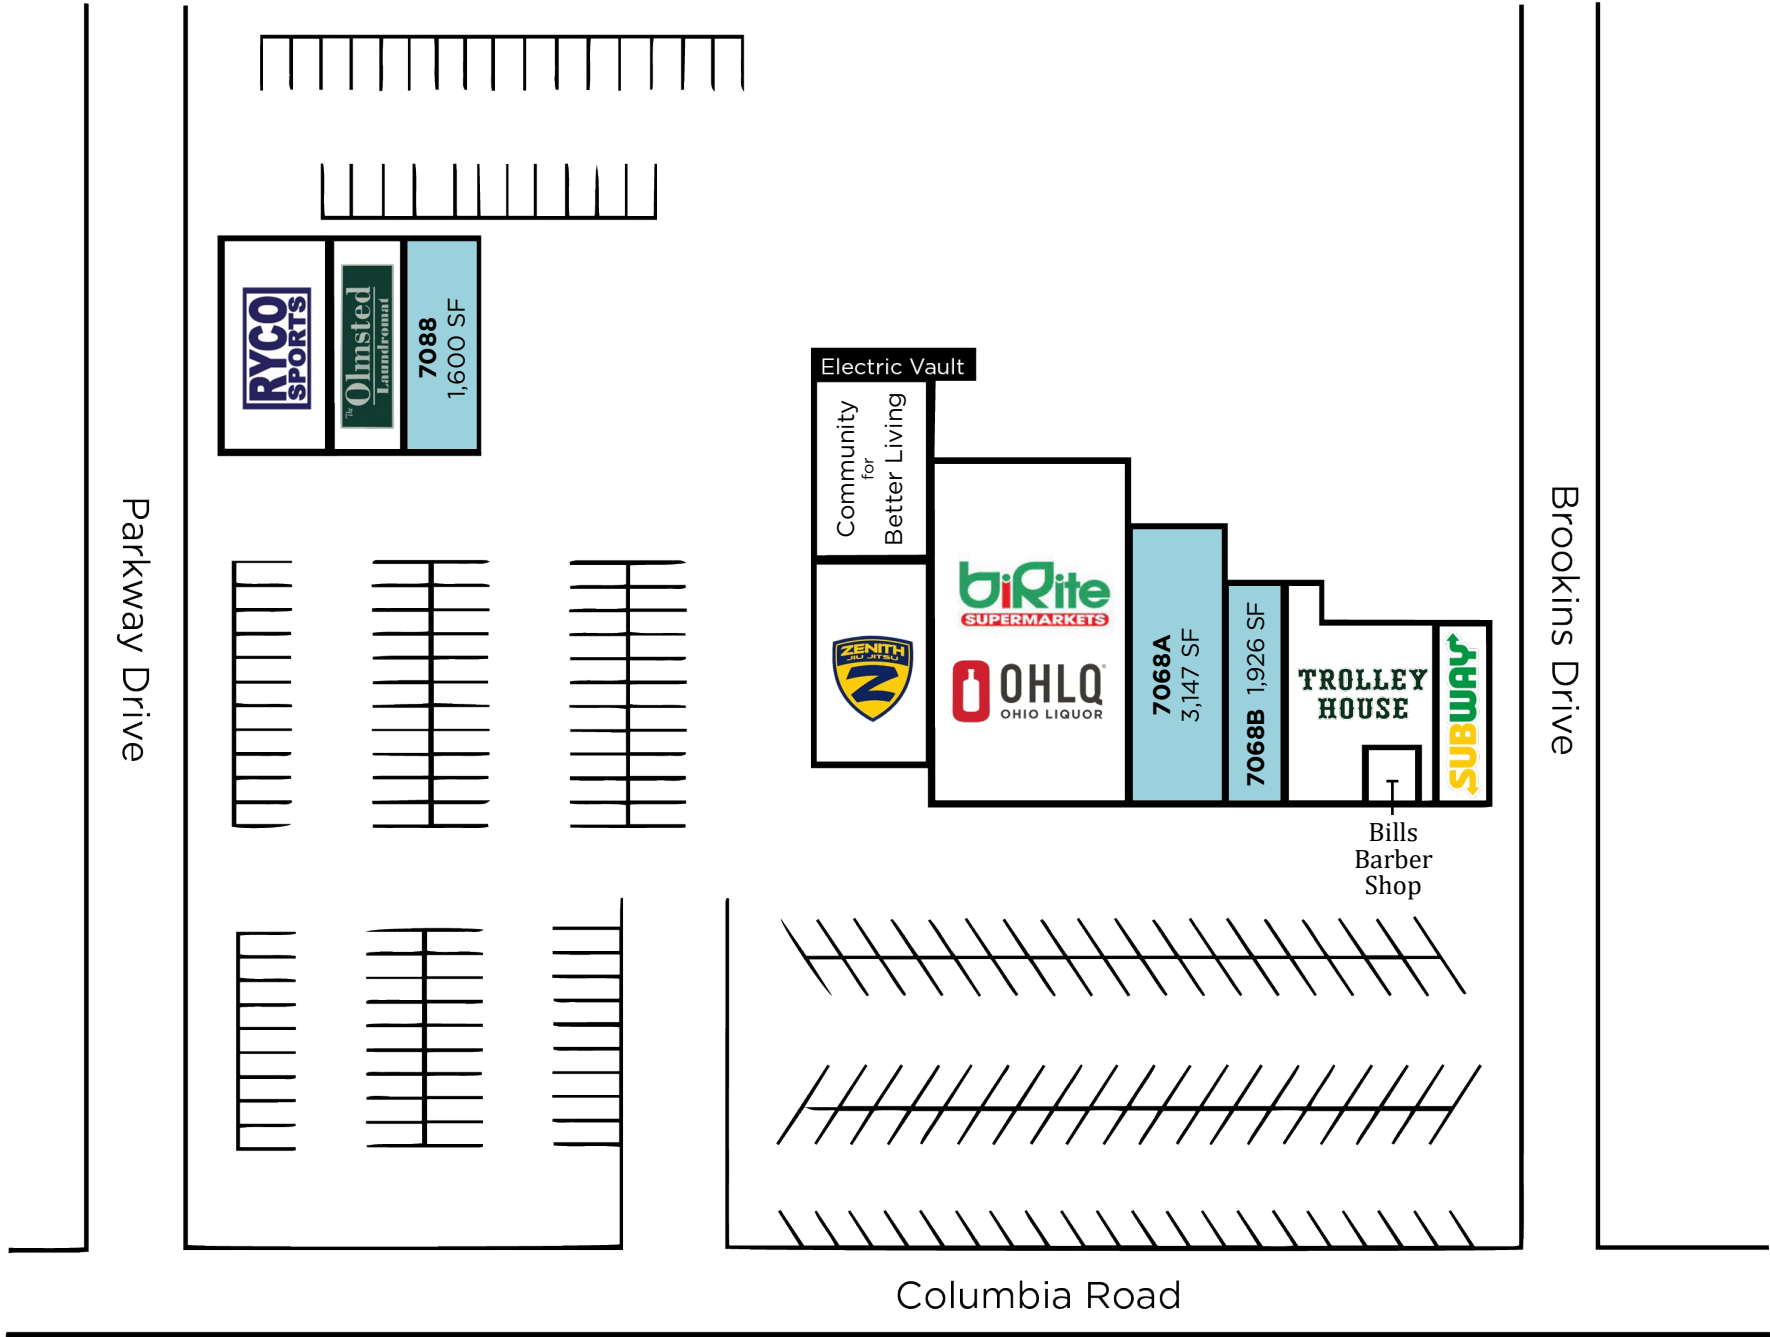 RYCO
SPORTS
The Olmsted
Laundromat
7088
1,600 SF
Electric Vault
Community
for
Better Living
ZENITH
JIU JITSU
Z
biRite
SUPERMARKETS
OHLQ
OHIO LIQUOR
7068A
3,147 SF
7068B 1,926 SF
TROLLEY
HOUSE
SUBWAY
Bills
Barber
Shop
Parkway Drive
Brookins Drive
Columbia Road